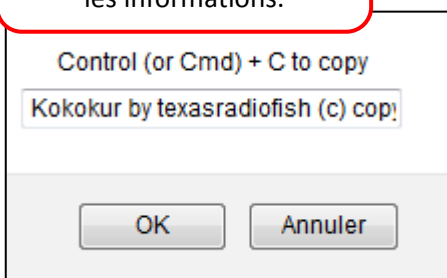 les informations.
Control (or Cmd) + C to copy
Kokokur by texasradiofish (c) copy
OK
Annuler